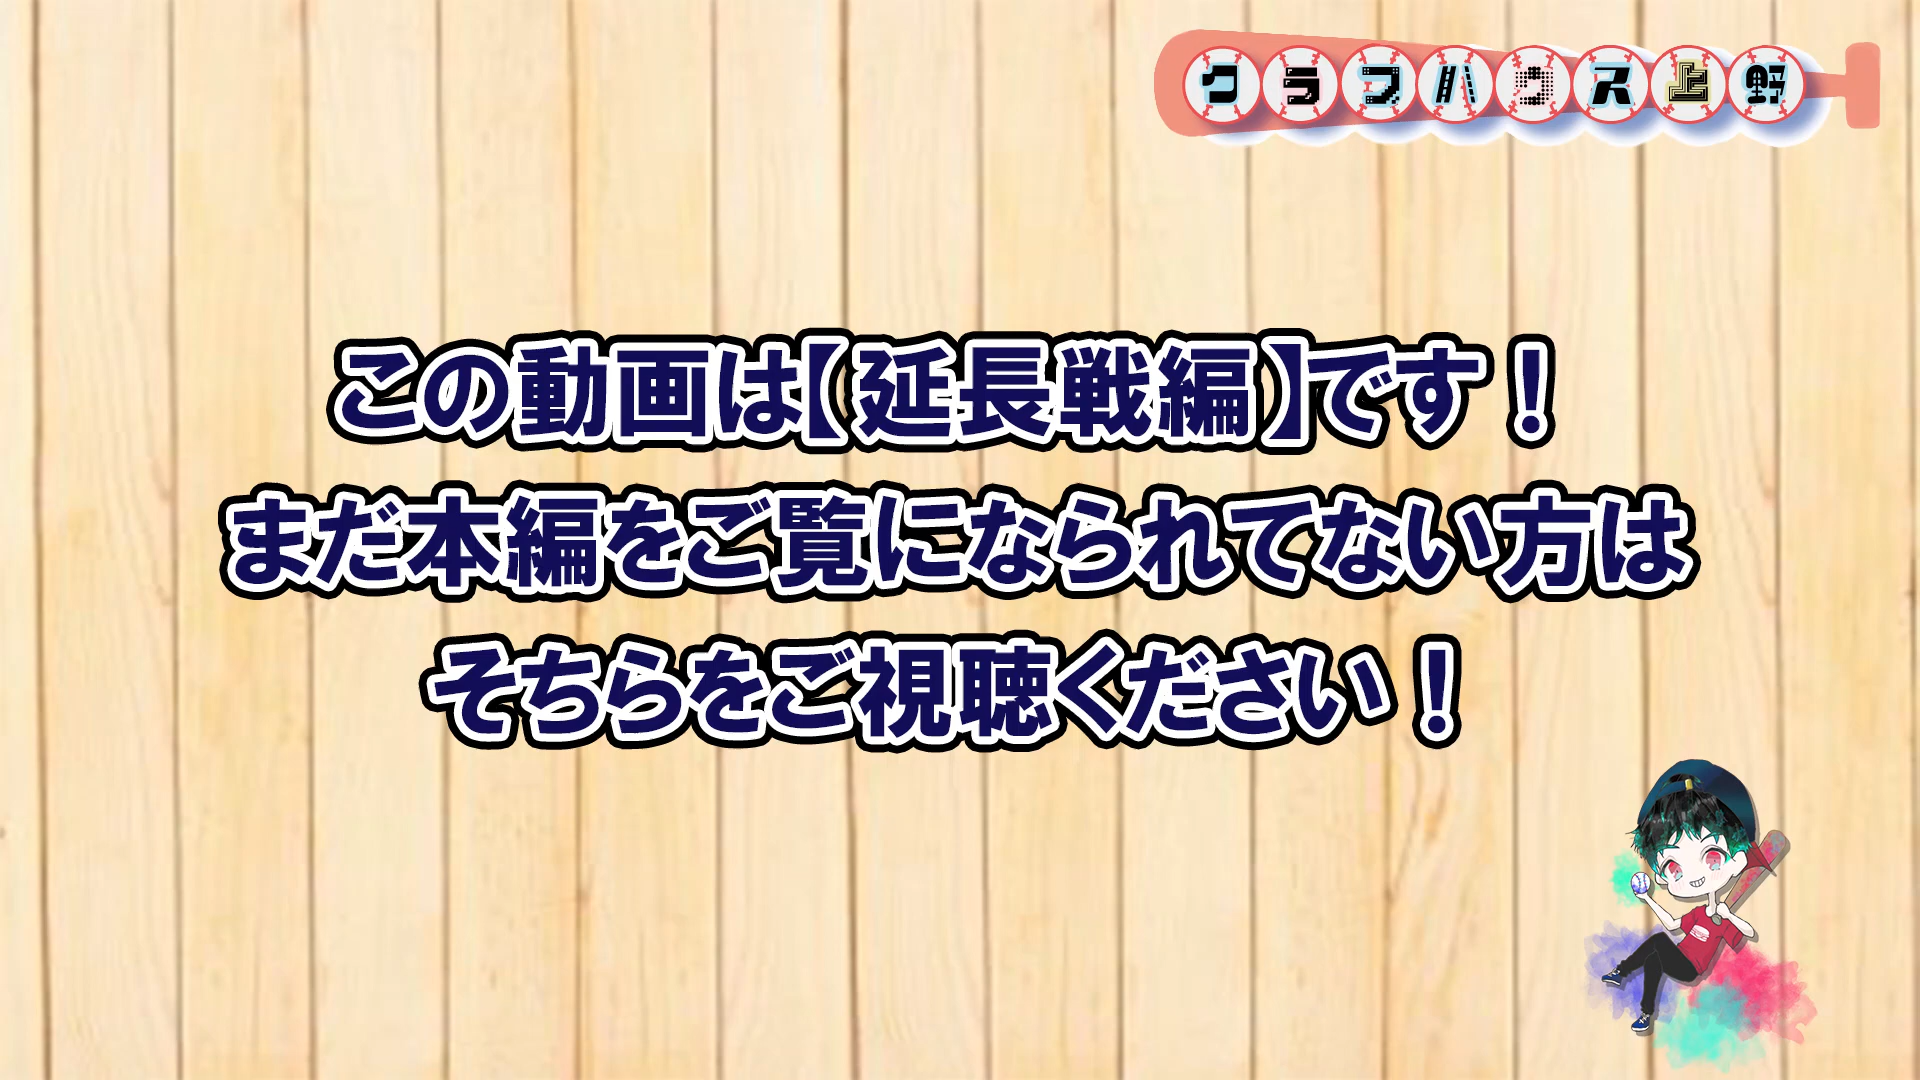 クラブハウス上野
この動画は【延長戦編】です！
まだ本編をご覧になられてない方は
そちらをご視聴ください！